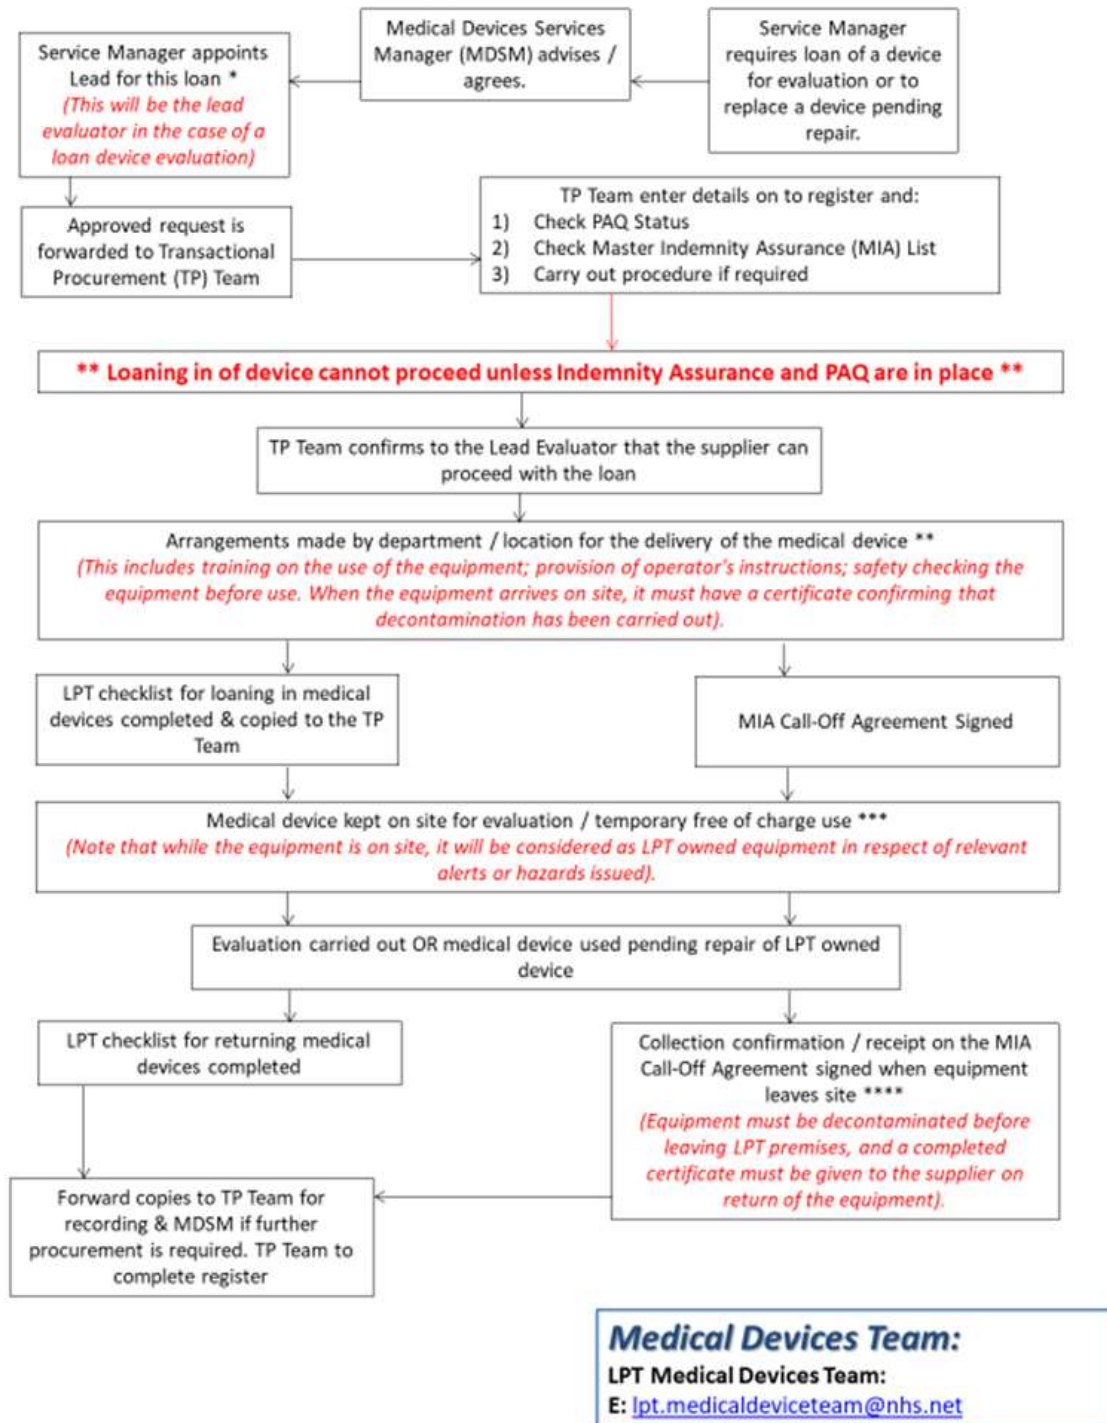 Service Manager
requires loan of a device
for evaluation or to
replace a device pending
repair.
Medical Devices Services
Manager (MDSM) advises /
agrees.
Service Manager appoints
Lead for this loan *
(This will be the lead
evaluator in the case of a
loan device evaluation)
Approved request is
forwarded to Transactional
Procurement (TP) Team
TP Team enter details on to register and:
1) Check PAQ Status
2) Check Master Indemnity Assurance (MIA) List
3) Carry out procedure if required
** Loaning in of device cannot proceed unless Indemnity Assurance and PAQ are in place **
TP Team confirms to the Lead Evaluator that the supplier can
proceed with the loan
Arrangements made by department / location for the delivery of the medical device **
(This includes training on the use of the equipment; provision of operator's instructions; safety checking the
equipment before use. When the equipment arrives on site, it must have a certificate confirming that
decontamination has been carried out).
LPT checklist for loaning in medical
devices completed & copied to the TP
Team
MIA Call-Off Agreement Signed
Medical device kept on site for evaluation / temporary free of charge use ***
(Note that while the equipment is on site, it will be considered as LPT owned equipment in respect of relevant
alerts or hazards issued).
Evaluation carried out OR medical device used pending repair of LPT owned
device
LPT checklist for returning medical
devices completed
Collection confirmation / receipt on the MIA
Call-Off Agreement signed when equipment
leaves site ****
(Equipment must be decontaminated before
leaving LPT premises, and a completed
certificate must be given to the supplier on
return of the equipment).
Forward copies to TP Team for
recording & MDSM if further
procurement is required. TP Team to
complete register
Medical Devices Team:
LPT Medical Devices Team:
E: lpt.medicaldeviceteam@nhs.net